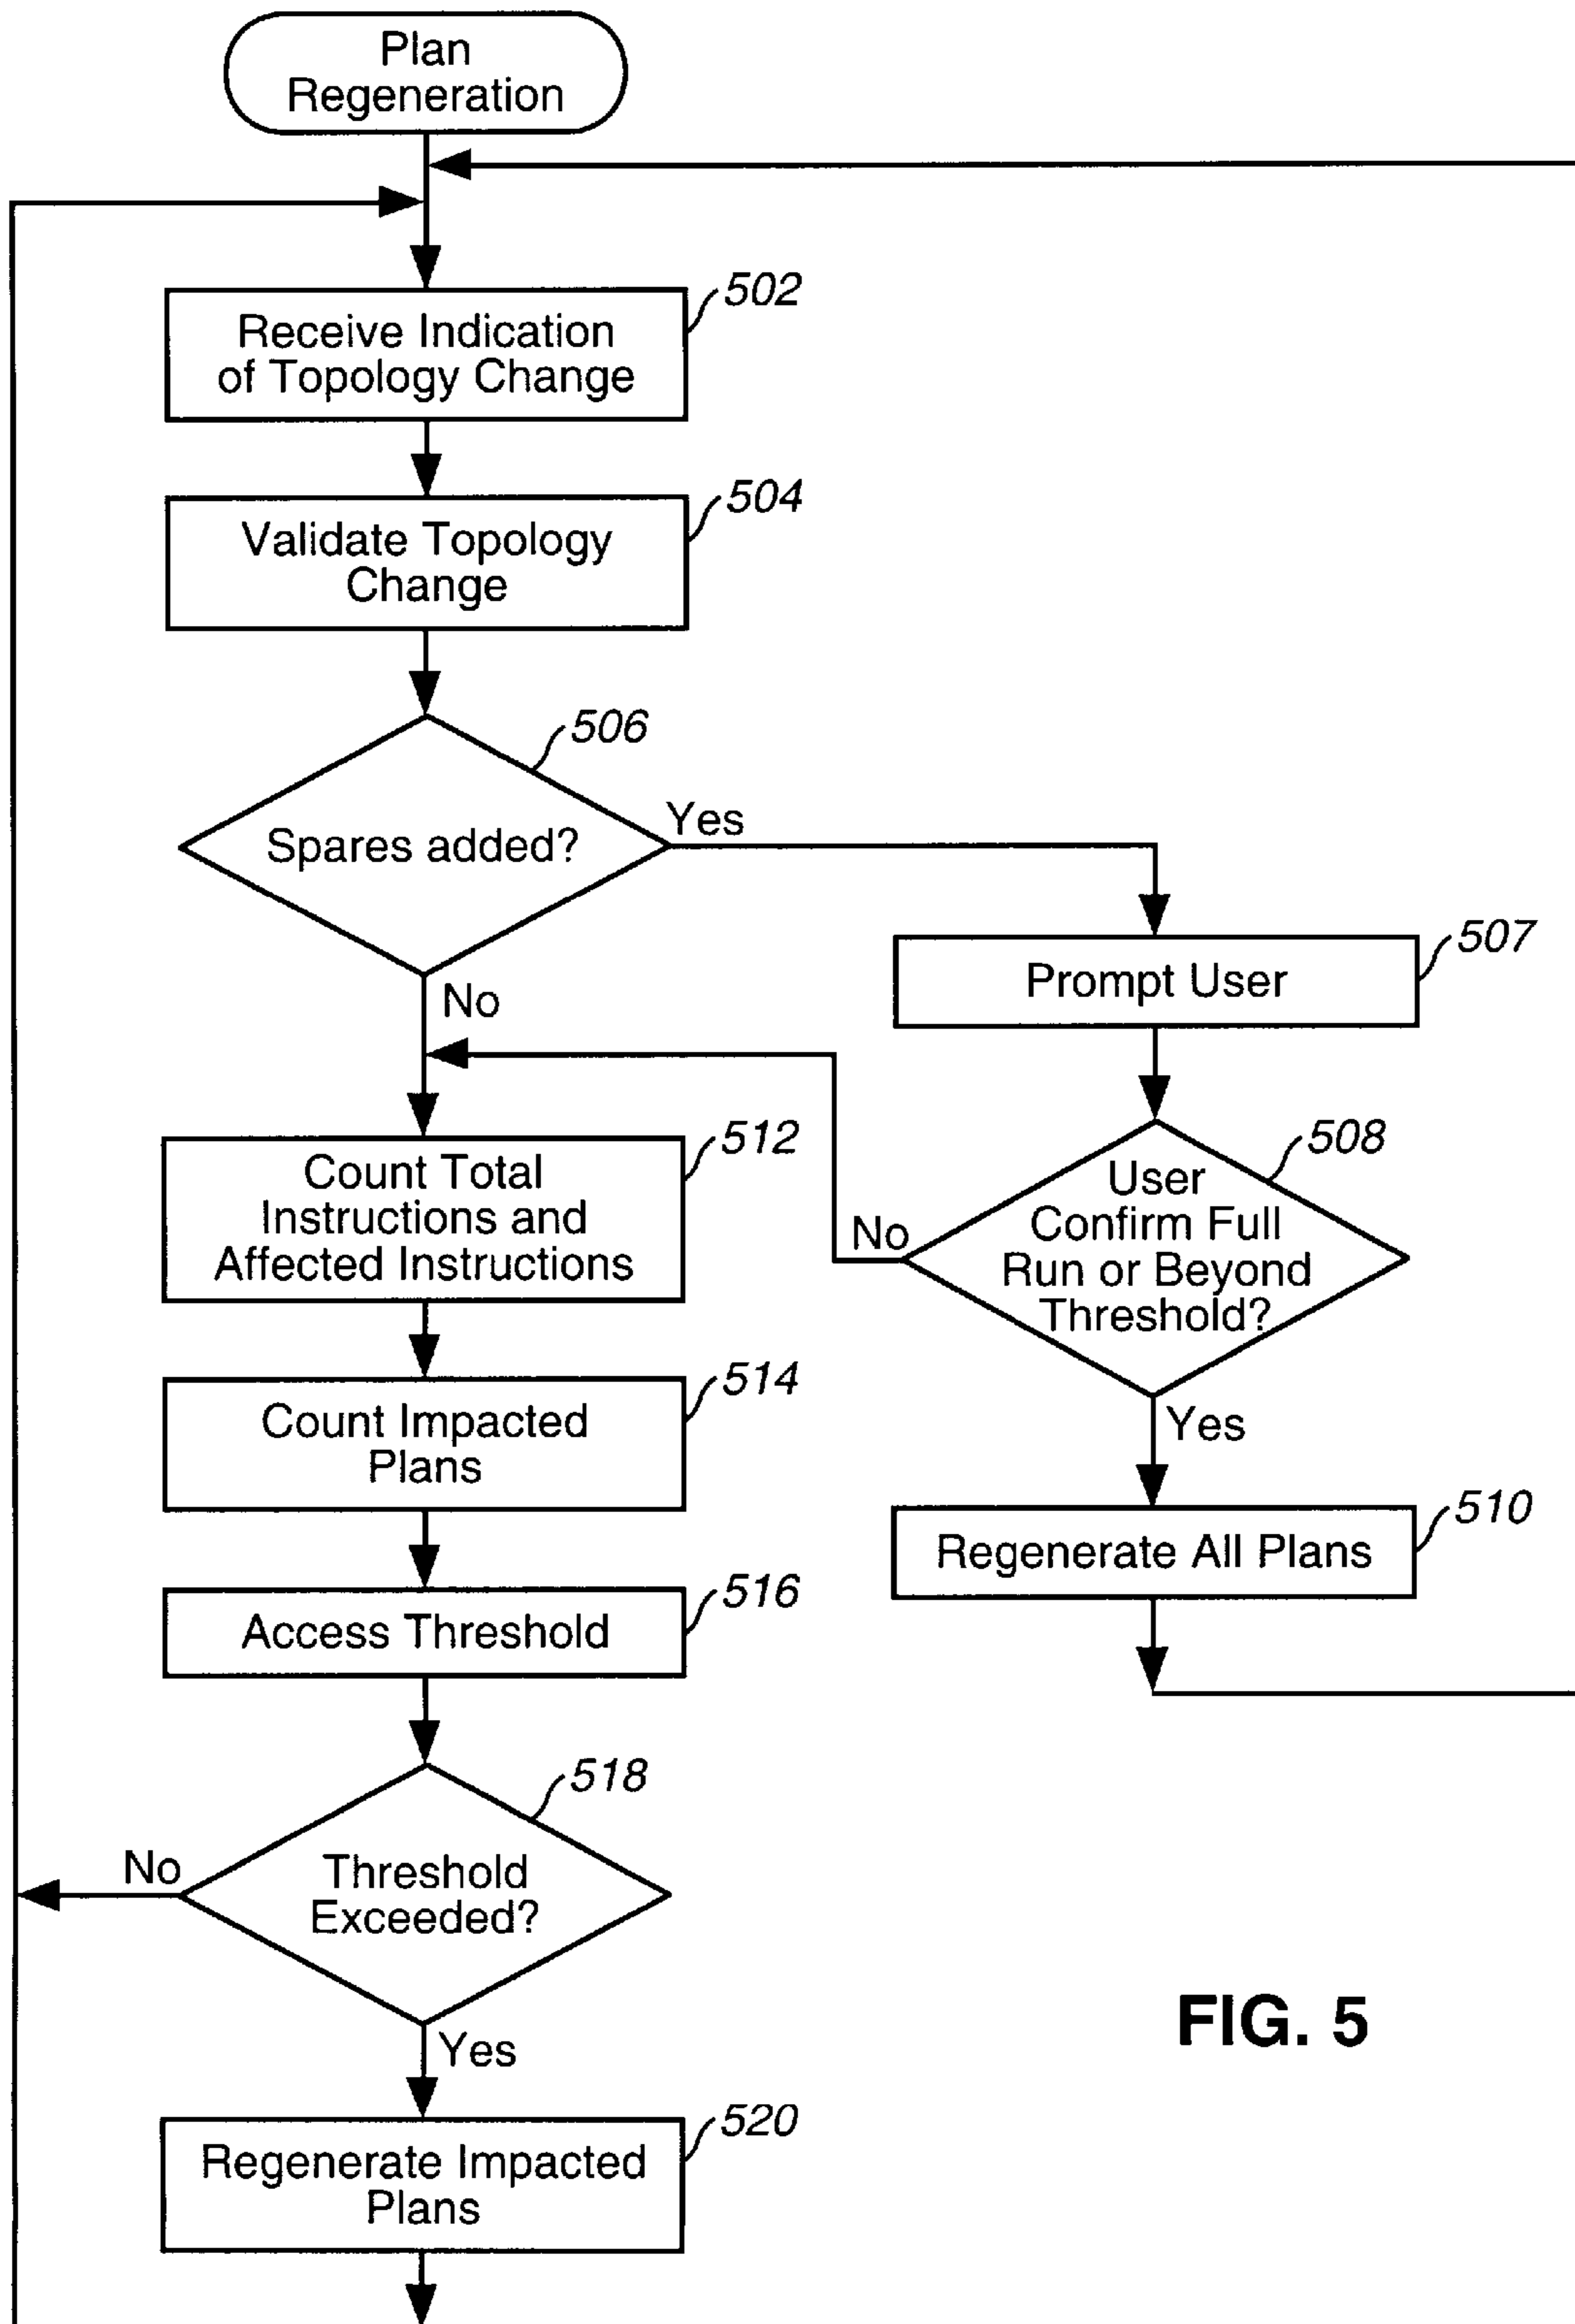 Plan
Regeneration
502
Receive Indication
of Topology Change
504
Validate Topology
Change
506
Spares added?
Yes
No
507
Prompt User
508
User
Confirm Full
Run or Beyond
Threshold?
No
Yes
510
Regenerate All Plans
512
Count Total
Instructions and
Affected Instructions
514
Count Impacted
Plans
516
Access Threshold
518
Threshold
Exceeded?
No
Yes
520
Regenerate Impacted
Plans
FIG. 5